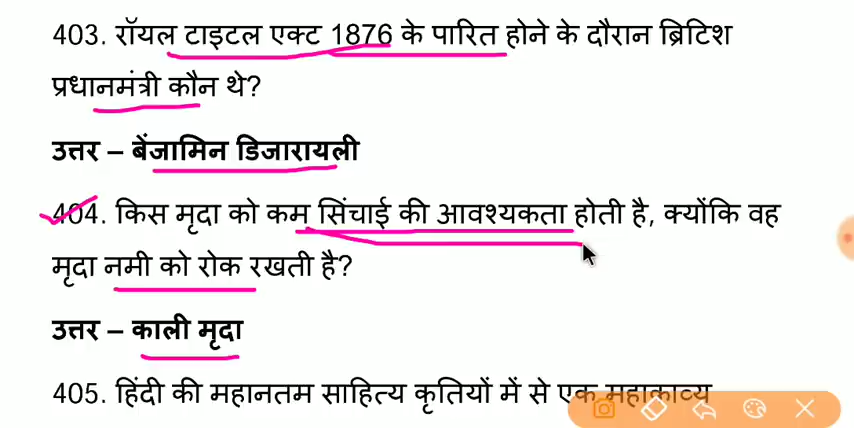 403. रॉयल टाइटल एक्ट 1876 के पारित होने के दौरान ब्रिटिश
प्रधानमंत्री कौन थे?
उत्तर – बेंजामिन डिजारायली
404. किस मृदा को कम सिंचाई की आवश्यकता होती है, क्योंकि वह
मृदा नमी को रोक रखती है?
उत्तर – काली मृदा
405. हिंदी की महानतम साहित्य कृतियों में से एक महाकाव्य